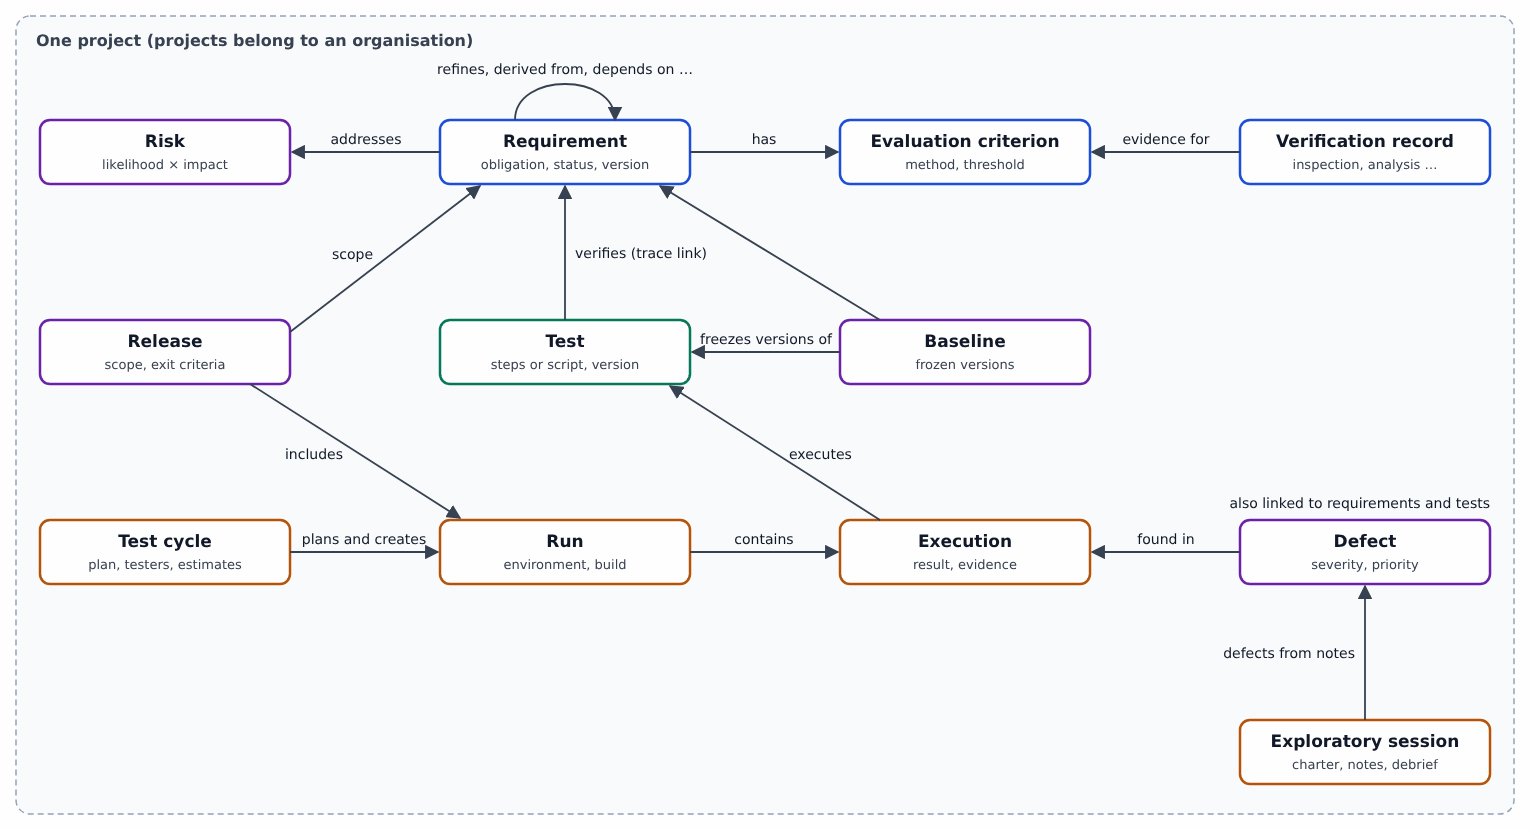 One project (projects belong to an organisation)
refines, derived from, depends on ...
Risk
likelihood × impact
addresses
Requirement
obligation, status, version
has
Evaluation criterion
method, threshold
evidence for
Verification record
inspection, analysis ...
scope
verifies (trace link)
Release
scope, exit criteria
Test
steps or script, version
freezes versions of
Baseline
frozen versions
includes
executes
also linked to requirements and tests
Test cycle
plan, testers, estimates
plans and creates
Run
environment, build
contains
Execution
result, evidence
found in
Defect
severity, priority
defects from notes
Exploratory session
charter, notes, debrief